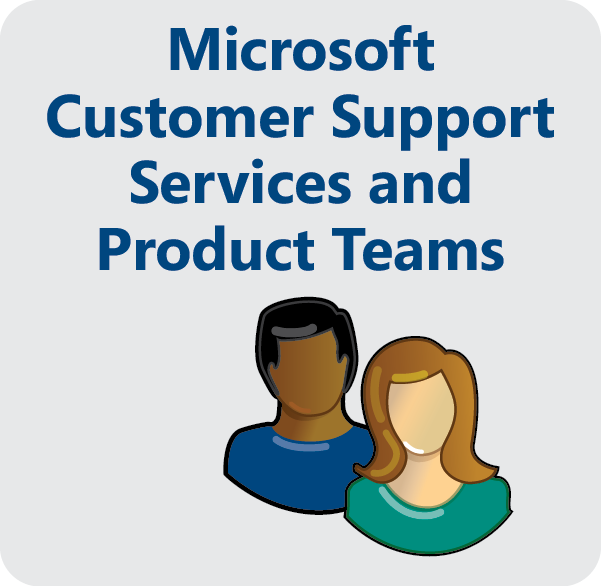 Microsoft
Customer Support
Services and
Product Teams